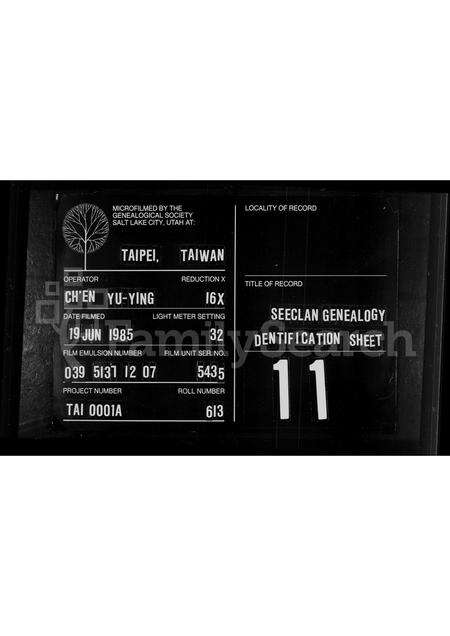 MICROFILMED BY THE
GENEALOGICAL SOCIETY
SALT LAKE CITY, UTAH AT:
TAIPEI, TAIWAN
OPERATOR REDUCTION X
CH'EN YU-YING 16X
DATE FILMED LIGHT METER SETTING
19 JUN 1985 32
FILM EMULSION NUMBER FILM UNIT SER. NO.
039 5137 12 07 5435
PROJECT NUMBER ROLL NUMBER
TAI 0001A 613
LOCALITY OF RECORD
TITLE OF RECORD
SEECLAN GENEALOGY
DENTIFICATION SHEET
11
FamilySearch